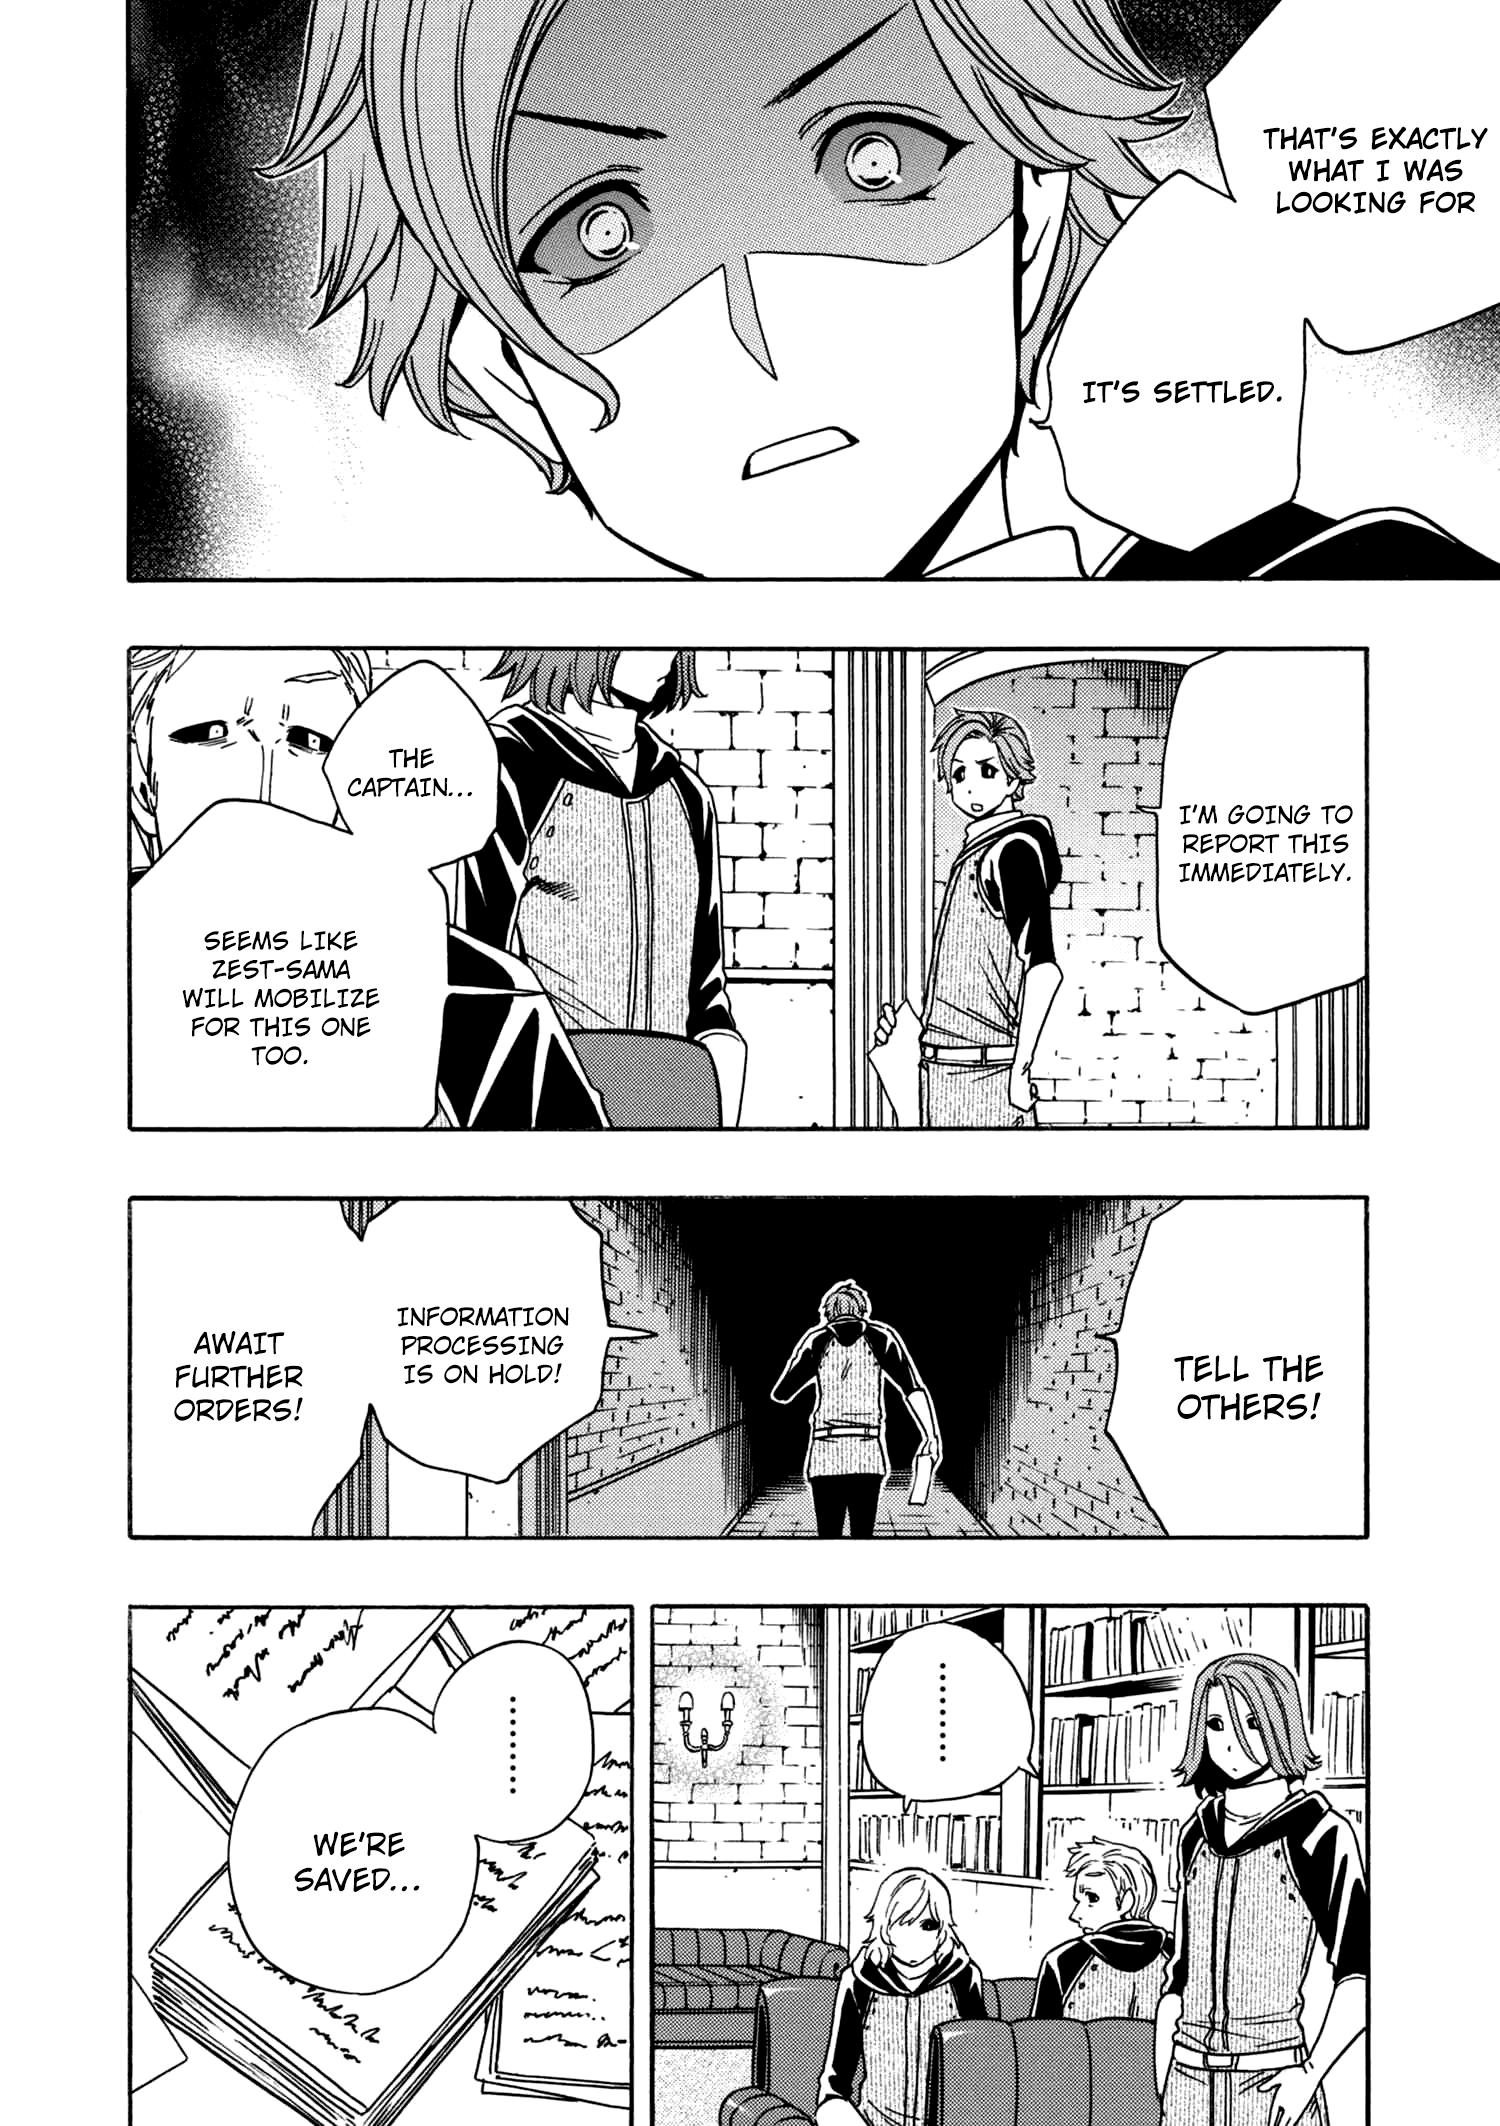 THAT'S EXACTLY
WHAT I WAS
LOOKING FOR
IT'S SETTLED.
I'M GOING TO
REPORT THIS
IMMEDIATELY.
THE
CAPTAIN...
SEEMS LIKE
ZEST-SAMA
WILL MOBILIZE
FOR THIS ONE
TOO.
TELL THE
OTHERS!
INFORMATION
PROCESSING
IS ON HOLD!
AWAIT
FURTHER
ORDERS!
.........
.........
WE'RE
SAVED...